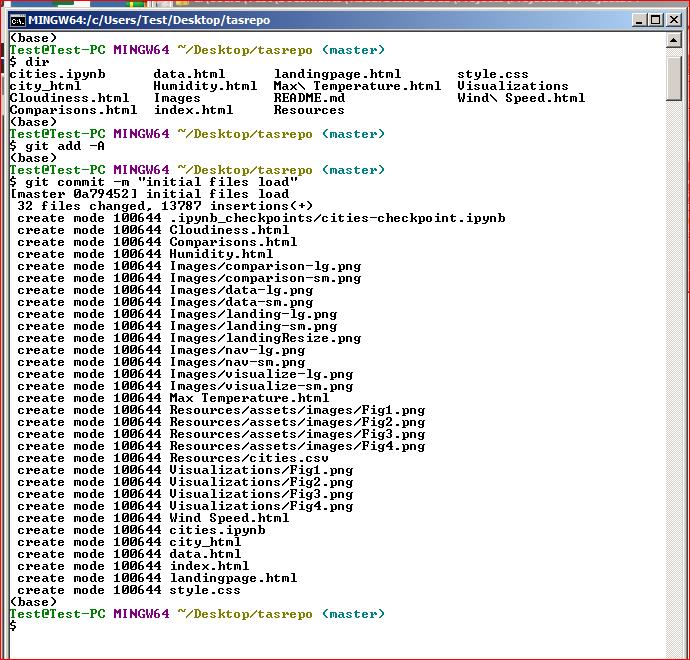 MINGW64:/c/Users/Test/Desktop/tasrepo
(base)
Test@Test-PC MINGW64 ~/Desktop/tasrepo (master)
$ dir
cities.ipynb data.html landingpage.html style.css
city_html Humidity.html Max\ Temperature.html Visualizations
Cloudiness.html Images README.md Wind\ Speed.html
Comparisons.html index.html Resources
(base)
Test@Test-PC MINGW64 ~/Desktop/tasrepo (master)
$ git add -A
(base)
Test@Test-PC MINGW64 ~/Desktop/tasrepo (master)
$ git commit -m "initial files load"
[master 0a79452] initial files load
32 files changed, 13787 insertions(+)
create mode 100644 .ipynb_checkpoints/cities-checkpoint.ipynb
create mode 100644 Cloudiness.html
create mode 100644 Comparisons.html
create mode 100644 Humidity.html
create mode 100644 Images/comparison-lg.png
create mode 100644 Images/comparison-sm.png
create mode 100644 Images/data-lg.png
create mode 100644 Images/data-sm.png
create mode 100644 Images/landing-lg.png
create mode 100644 Images/landing-sm.png
create mode 100644 Images/landingResize.png
create mode 100644 Images/nav-lg.png
create mode 100644 Images/nav-sm.png
create mode 100644 Images/visualize-lg.png
create mode 100644 Images/visualize-sm.png
create mode 100644 Max Temperature.html
create mode 100644 Resources/assets/images/Fig1.png
create mode 100644 Resources/assets/images/Fig2.png
create mode 100644 Resources/assets/images/Fig3.png
create mode 100644 Resources/assets/images/Fig4.png
create mode 100644 Resources/cities.csv
create mode 100644 Visualizations/Fig1.png
create mode 100644 Visualizations/Fig2.png
create mode 100644 Visualizations/Fig3.png
create mode 100644 Visualizations/Fig4.png
create mode 100644 Wind Speed.html
create mode 100644 cities.ipynb
create mode 100644 city_html
create mode 100644 data.html
create mode 100644 index.html
create mode 100644 landingpage.html
create mode 100644 style.css
(base)
Test@Test-PC MINGW64 ~/Desktop/tasrepo (master)
$